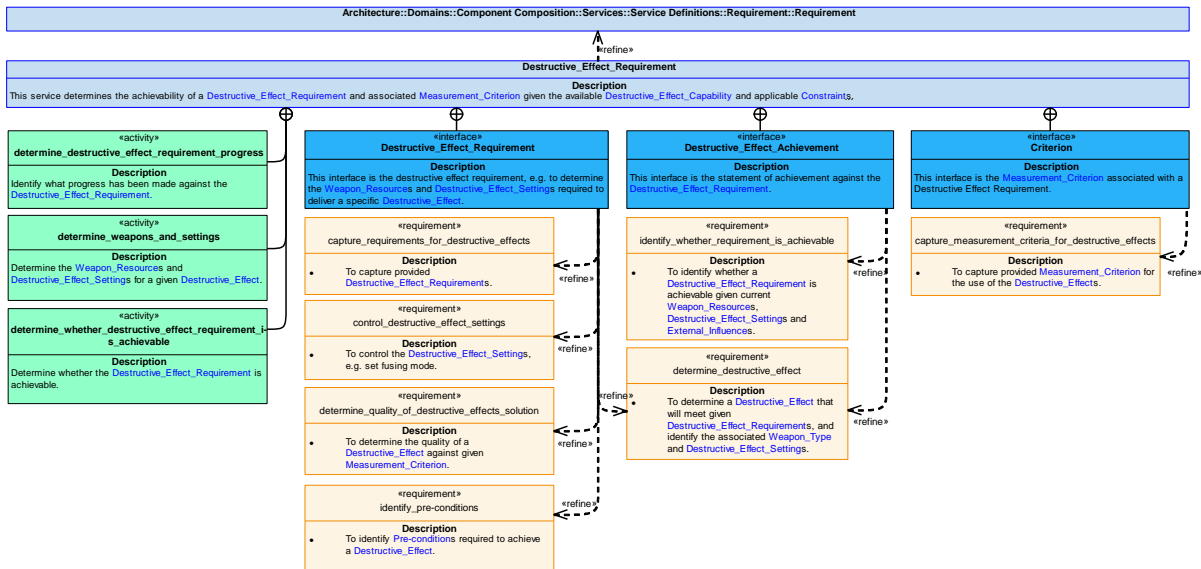 Architecture::Domains::Component Composition::Services::Service Definitions::Requirement::Requirement
«refine»
Destructive_Effect_Requirement
Description
This service determines the achievability of a Destructive_Effect_Requirement and associated Measurement_Criterion given the available Destructive_Effect_Capability and applicable Constraints.
«activity»
determine_destructive_effect_requirement_progress
Description
Identify what progress has been made against the
Destructive_Effect_Requirement.
«activity»
determine_weapons_and_settings
Description
Determine the Weapon_Resources and
Destructive_Effect_Settings for a given Destructive_Effect.
«activity»
determine_whether_destructive_effect_requirement_i-
s_achievable
Description
Determine whether the Destructive_Effect_Requirement is
achievable.
«interface»
Destructive_Effect_Requirement
Description
This interface is the destructive effect requirement, e.g. to determine
the Weapon_Resources and Destructive_Effect_Settings required to
deliver a specific Destructive_Effect.
«requirement»
capture_requirements_for_destructive_effects
Description
• To capture provided
Destructive_Effect_Requirements.
«refine»
«requirement»
control_destructive_effect_settings
Description
• To control the Destructive_Effect_Settings,
e.g. set fusing mode.
«refine»
«requirement»
determine_quality_of_destructive_effects_solution
Description
• To determine the quality of a
Destructive_Effect against given
Measurement_Criterion.
«refine»
«requirement»
identify_pre-conditions
Description
• To identify Pre-conditions required to achieve
a Destructive_Effect.
«refine»
«interface»
Destructive_Effect_Achievement
Description
This interface is the statement of achievement against the
Destructive_Effect_Requirement.
«requirement»
identify_whether_requirement_is_achievable
Description
• To identify whether a
Destructive_Effect_Requirement is
achievable given current
Weapon_Resources,
Destructive_Effect_Settings and
External_Influences.
«refine»
«requirement»
determine_destructive_effect
Description
• To determine a Destructive_Effect that
will meet given
Destructive_Effect_Requirements, and
identify the associated Weapon_Type
and Destructive_Effect_Settings.
«refine»
«refine»
«interface»
Criterion
Description
This interface is the Measurement_Criterion associated with a
Destructive Effect Requirement.
«requirement»
capture_measurement_criteria_for_destructive_effects
Description
• To capture provided Measurement_Criterion for
the use of the Destructive_Effects.
«refine»